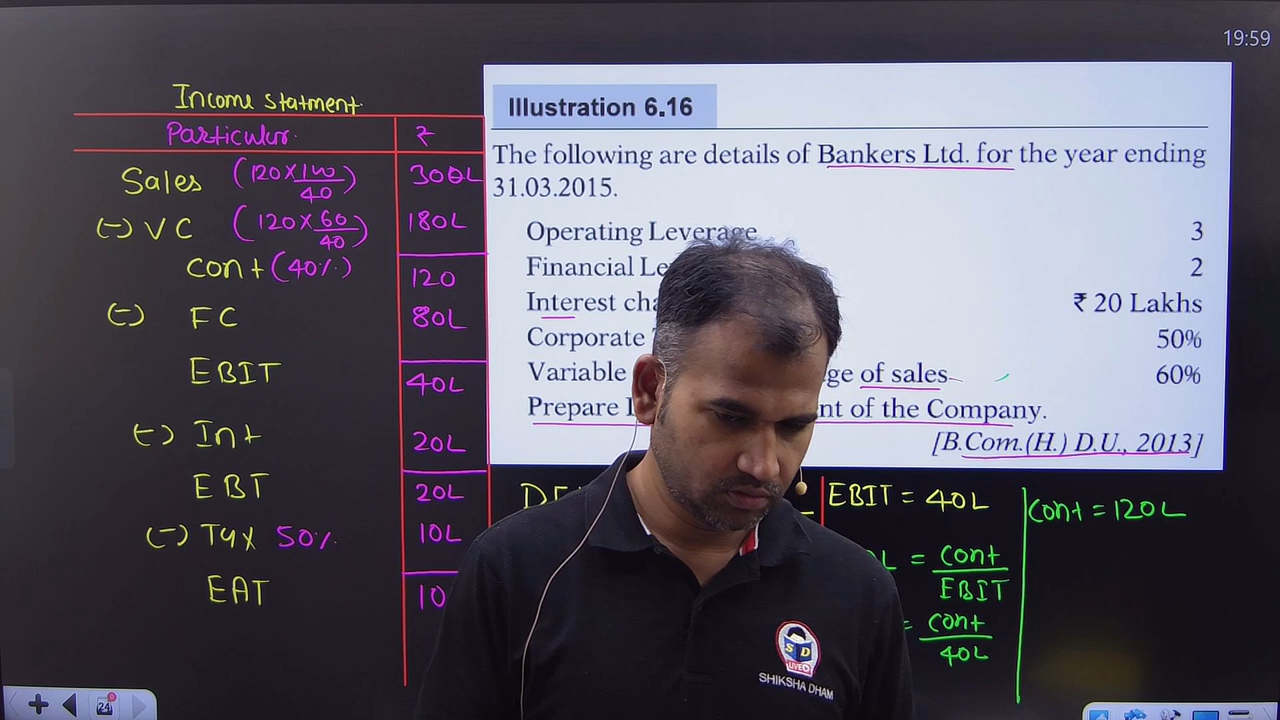 19:59
Income statment
Particular. ₹
Sales (120×100/40) 300L
(-) VC (120×60/40) 180L
Cont (40%) 120
(-) FC 80L
EBIT 40L
(-) Int 20L
EBT 20L
(-) Tax 50% 10L
EAT 10
Illustration 6.16
The following are details of Bankers Ltd. for the year ending
31.03.2015.
Operating Leverage 3
Financial 2
Interest ₹ 20 Lakhs
Corporate 50%
Variable of sales 60%
Prepare of the Company.
[B.Com.(H.) D.U., 2013]
EBIT = 40L
= Cont/EBIT
= Cont/40L
Cont = 120L
24
SD
LIVE
SHIKSHA DHAM